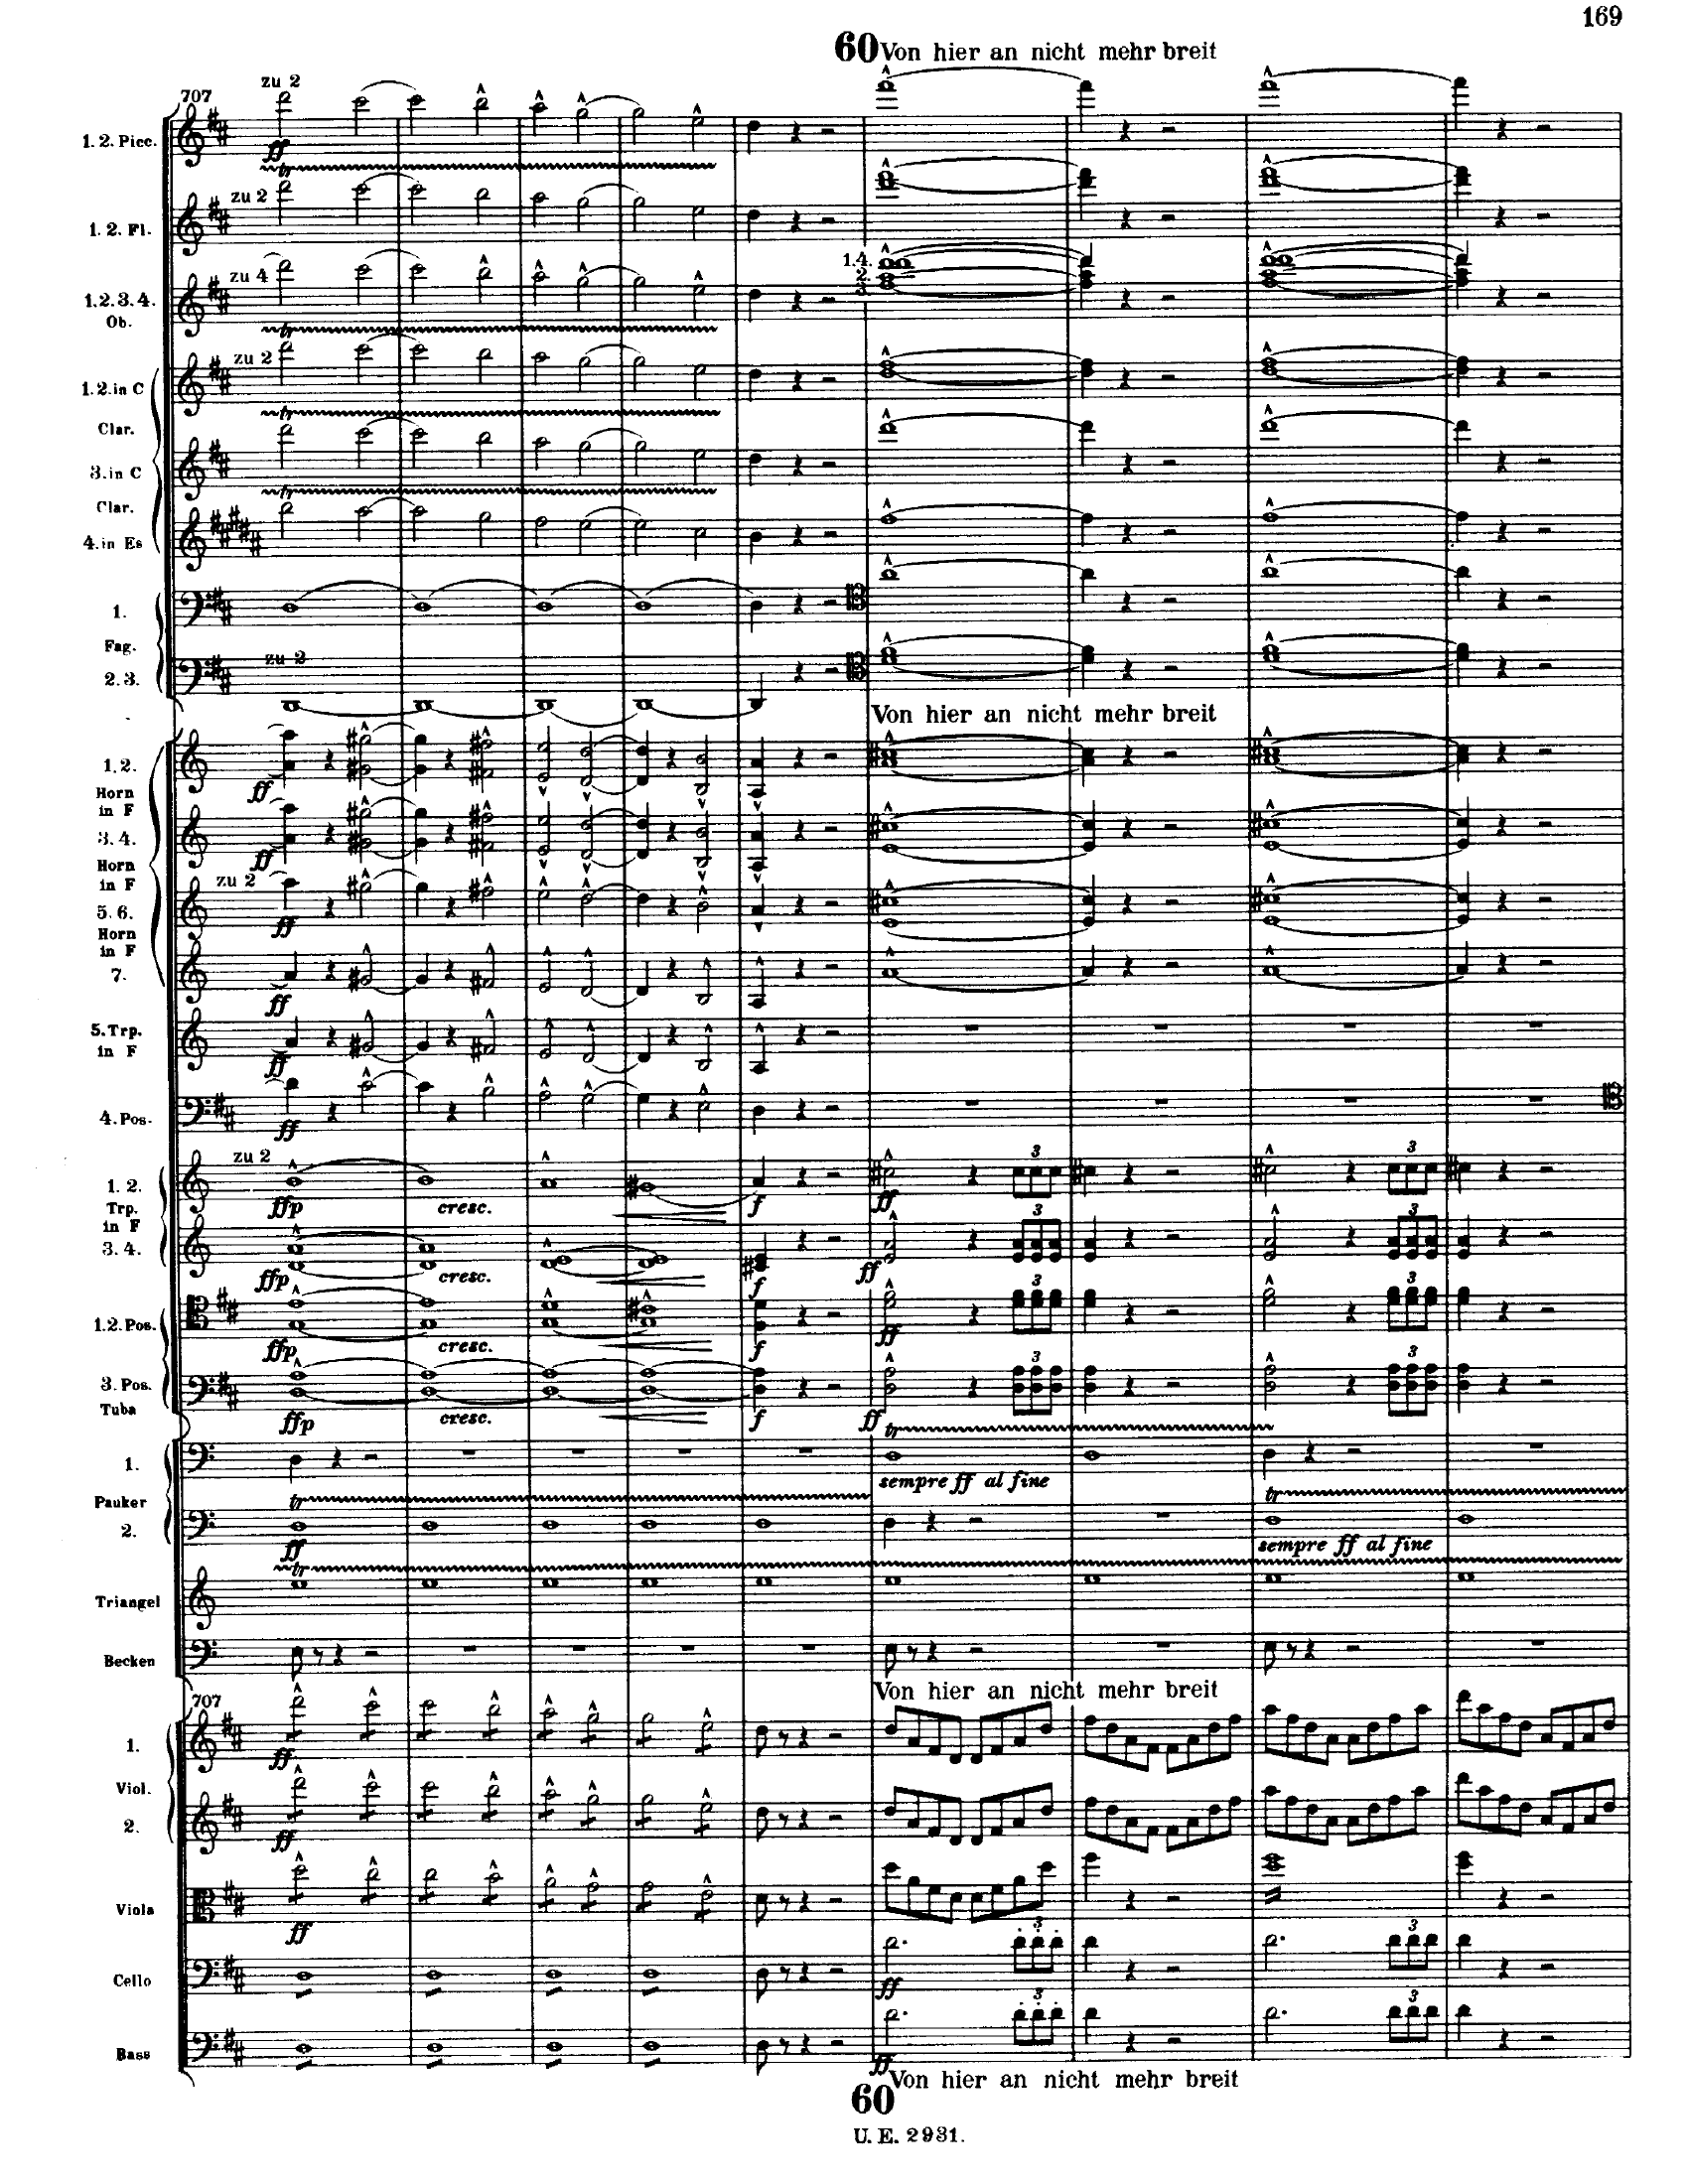 169
60 Von hier an nicht mehr breit
707
zu 2
1. 2. Picc.
ff
tr
zu 2
1. 2. Fl.
zu 4
1.4.
2.
3.
1.2.3.4.
Ob.
tr
zu 2
1.2. in C
Clar.
tr
3. in C
Clar.
tr
4. in Es
1.
Fag.
zu 2
2. 3.
Von hier an nicht mehr breit
1. 2.
Horn
in F
ff
3. 4.
Horn
in F
ff
zu 2
5. 6.
Horn
in F
ff
7.
ff
5. Trp.
in F
ff
4. Pos.
ff
zu 2
3 3
1. 2.
Trp.
in F
ffp cresc. f ff
3 3
3. 4.
ffp cresc. f ff
3 3
1.2. Pos.
ffp cresc. f ff
3 3
3. Pos.
Tuba
ffp cresc. f ff
tr
1.
sempre ff al fine
Pauker
tr tr
2.
ff sempre ff al fine
tr
Triangel
Becken
Von hier an nicht mehr breit
707
1.
ff
Viol.
2.
ff
Viola
ff
3 3
Cello
ff
3 3
Bass
ff
Von hier an nicht mehr breit
60
U. E. 2931.